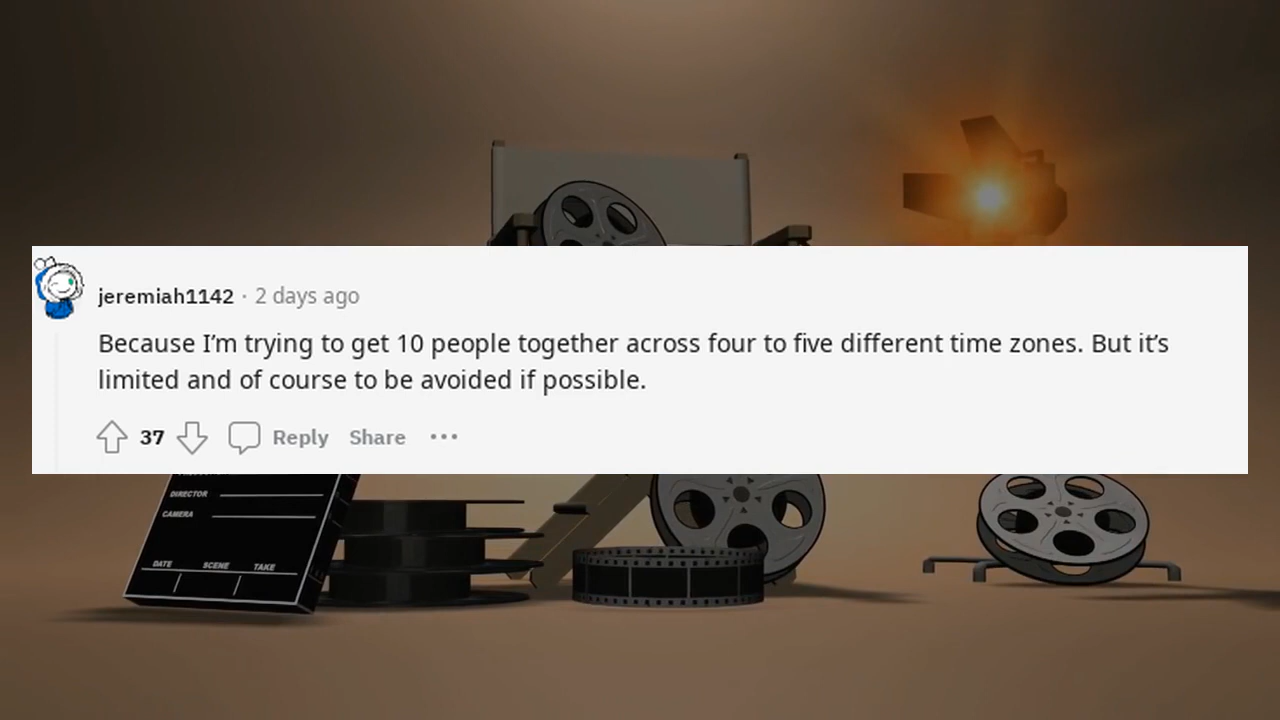 jeremiah1142 · 2 days ago
Because I’m trying to get 10 people together across four to five different time zones. But it’s
limited and of course to be avoided if possible.
37 Reply Share
DIRECTOR
CAMERA
DATE SCENE TAKE